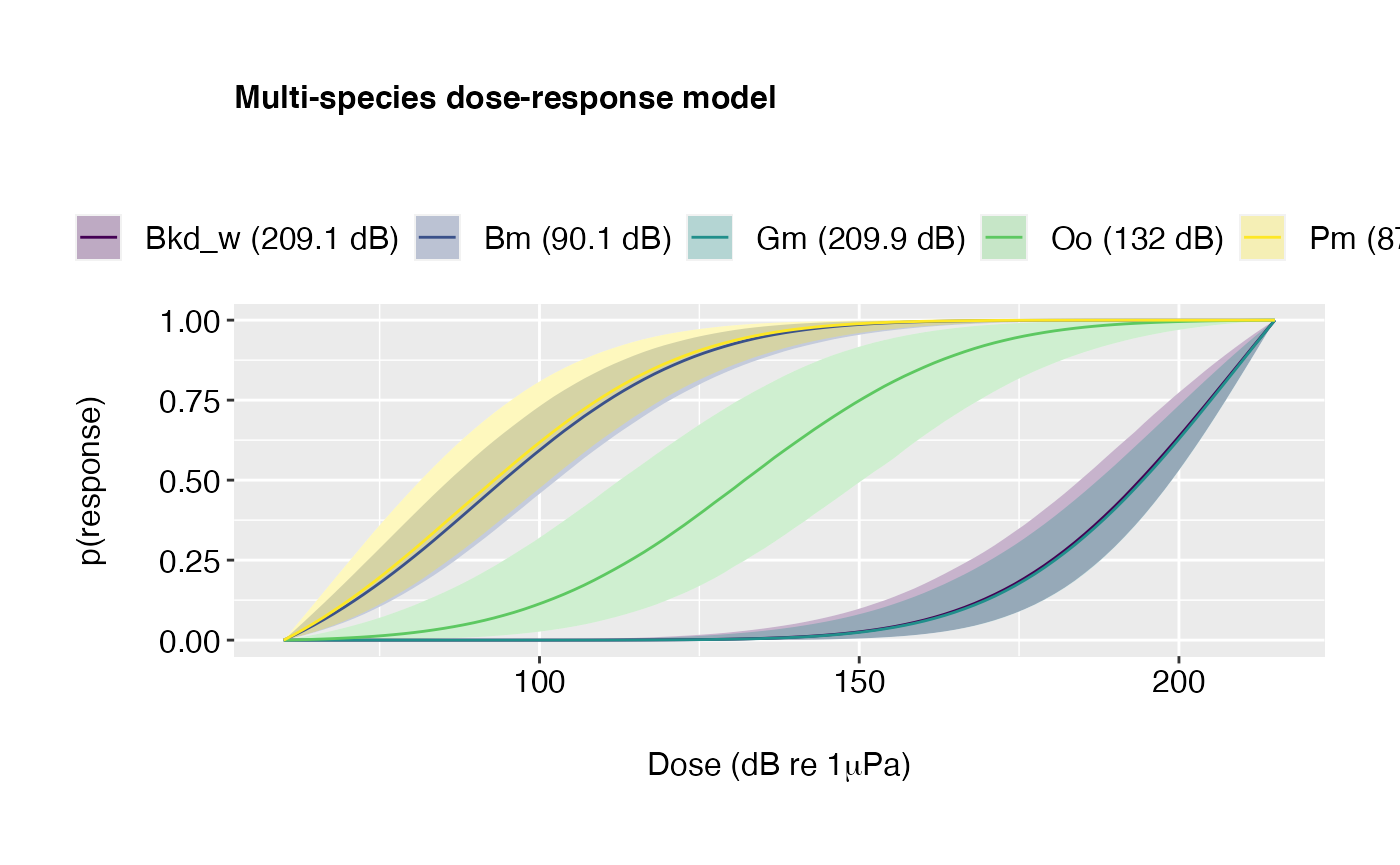 Multi-species dose-response model
Bkd_w (209.1 dB) Bm (90.1 dB) Gm (209.9 dB) Oo (132 dB) Pm
1.00
0.75
0.50
0.25
0.00
p(response)
100 150 200
Dose (dB re 1µPa)